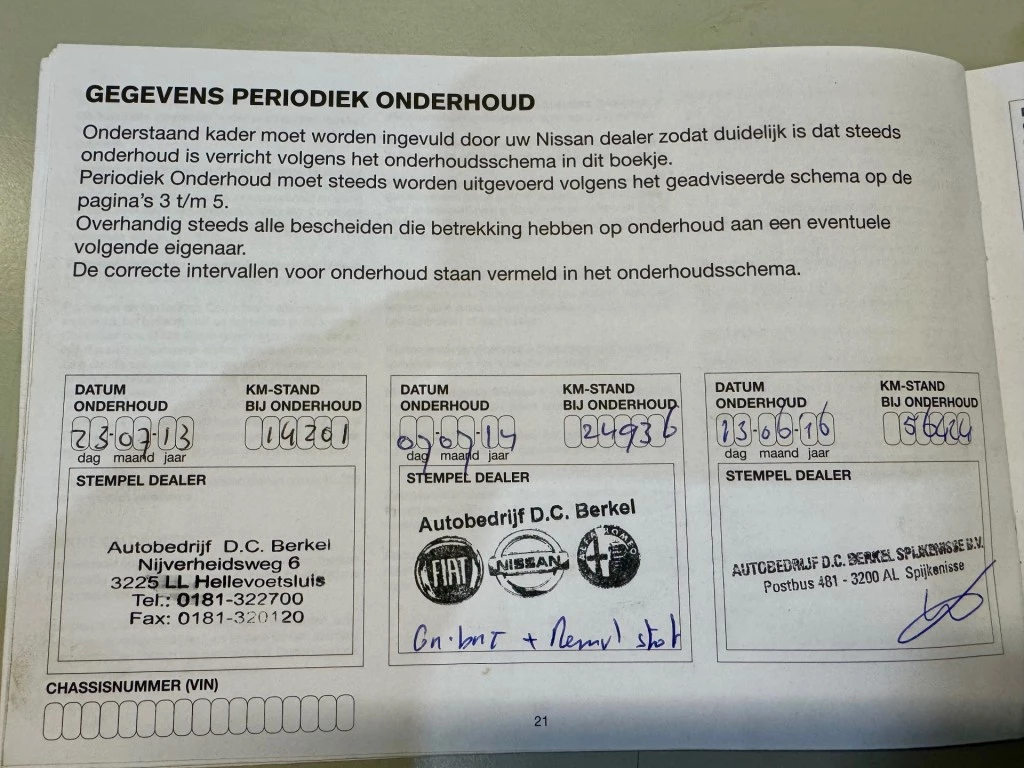 GEGEVENS PERIODIEK ONDERHOUD
Onderstaand kader moet worden ingevuld door uw Nissan dealer zodat duidelijk is dat steeds
onderhoud is verricht volgens het onderhoudsschema in dit boekje.
Periodiek Onderhoud moet steeds worden uitgevoerd volgens het geadviseerde schema op de
pagina's 3 t/m 5.
Overhandig steeds alle bescheiden die betrekking hebben op onderhoud aan een eventuele
volgende eigenaar.
De correcte intervallen voor onderhoud staan vermeld in het onderhoudsschema.
DATUM
ONDERHOUD
KM-STAND
BIJ ONDERHOUD
23-07-13
14201
dag maand jaar
STEMPEL DEALER
Autobedrijf D.C. Berkel
Nijverheidsweg 6
3225 LL Hellevoetsluis
Tel.: 0181-322700
Fax: 0181-320120
DATUM
ONDERHOUD
KM-STAND
BIJ ONDERHOUD
07-07-14
24936
dag maand jaar
STEMPEL DEALER
Autobedrijf D.C. Berkel
FIAT
NISSAN
ALFA ROMEO
+
DATUM
ONDERHOUD
KM-STAND
BIJ ONDERHOUD
13-06-16
56424
dag maand jaar
STEMPEL DEALER
AUTOBEDRIJF D.C. BERKEL SPIJKENISSE B.V.
Postbus 481 - 3200 AL Spijkenisse
CHASSISNUMMER (VIN)
21